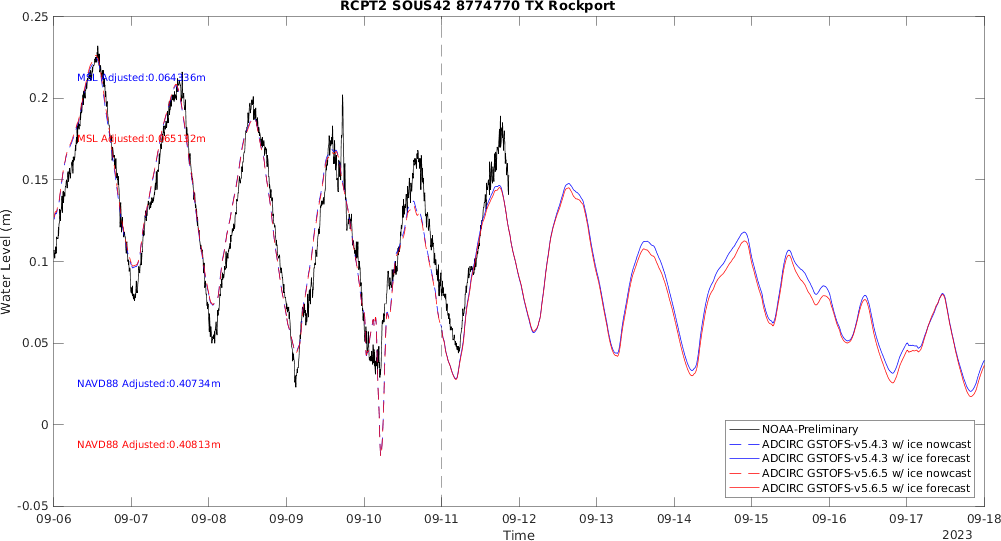 RCPT2 SOUS42 8774770 TX Rockport
0.25
0.2
0.15
0.1
0.05
0
-0.05
Water Level (m)
MSL Adjusted:0.064336m
MSL Adjusted:0.065192m
NAVD88 Adjusted:0.40734m
NAVD88 Adjusted:0.40813m
NOAA-Preliminary
ADCIRC GSTOFS-v5.4.3 w/ ice nowcast
ADCIRC GSTOFS-v5.4.3 w/ ice forecast
ADCIRC GSTOFS-v5.6.5 w/ ice nowcast
ADCIRC GSTOFS-v5.6.5 w/ ice forecast
09-06 09-07 09-08 09-09 09-10 09-11 09-12 09-13 09-14 09-15 09-16 09-17 09-18
Time
2023